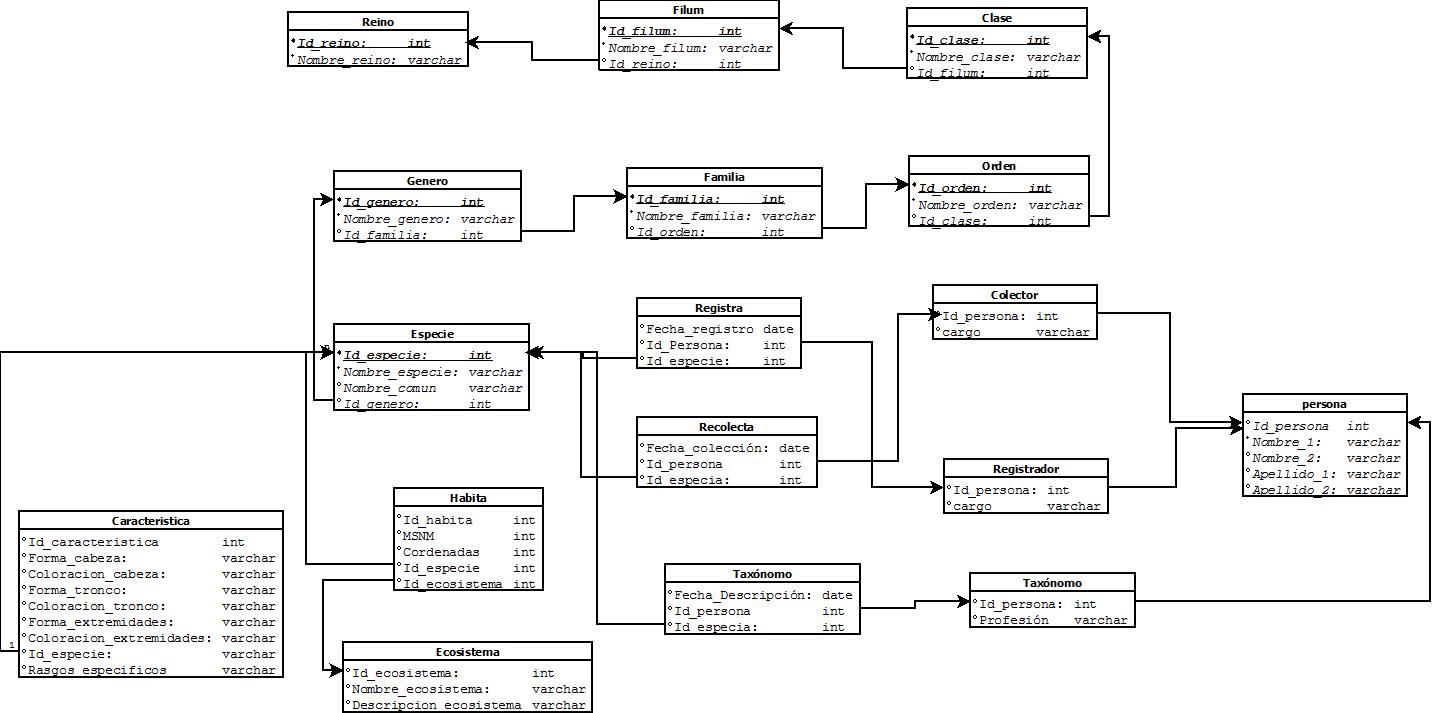 Reino
Id_reino: int
Nombre_reino: varchar
Filum
Id_filum: int
Nombre_filum: varchar
Id_reino: int
Clase
Id_clase: int
Nombre_clase: varchar
Id_filum: int
Genero
Id_genero: int
Nombre_genero: varchar
Id_familia: int
Familia
Id_familia: int
Nombre_familia: varchar
Id_orden: int
Orden
Id_orden: int
Nombre_orden: varchar
Id_clase: int
Especie
Id_especie: int
Nombre_especie: varchar
Nombre_comun varchar
Id_genero: int
Registra
Fecha_registro date
Id_Persona: int
Id_especie: int
Colector
Id_persona: int
cargo varchar
persona
Id_persona int
Nombre_1: varchar
Nombre_2: varchar
Apellido_1: varchar
Apellido_2: varchar
Recolecta
Fecha_colección: date
Id_persona int
Id_especia: int
Registrador
Id_persona: int
cargo varchar
Habita
Id_habita int
MSNM int
Cordenadas int
Id_especie int
Id_ecosistema int
Caracteristica
Id_caracteristica int
Forma_cabeza: varchar
Coloracion_cabeza: varchar
Forma_tronco: varchar
Coloracion_tronco: varchar
Forma_extremidades: varchar
Coloracion_extremidades: varchar
Id_especie: varchar
Rasgos especificos varchar
1
Taxónomo
Fecha_Descripción: date
Id_persona int
Id_especia: int
Taxónomo
Id_persona: int
Profesión varchar
Ecosistema
Id_ecosistema: int
Nombre_ecosistema: varchar
Descripcion ecosistema varchar